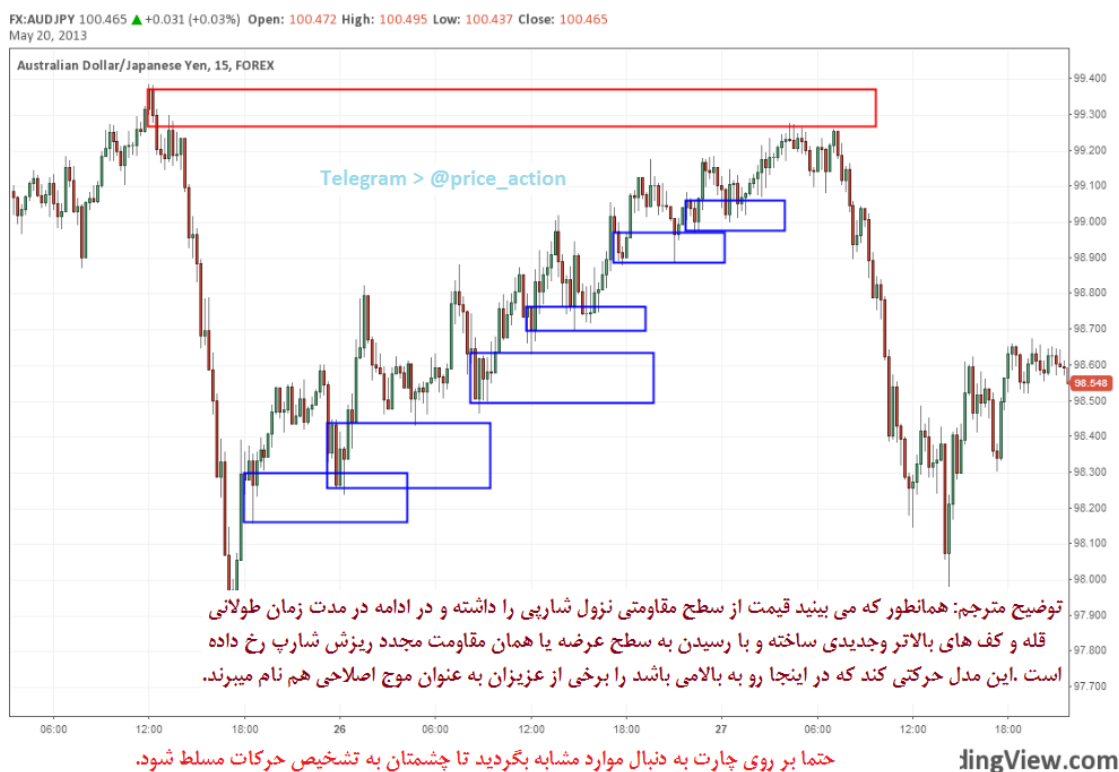 FX:AUDJPY 100.465 ▲ +0.031 (+0.03%) Open: 100.472 High: 100.495 Low: 100.437 Close: 100.465
May 20, 2013
Australian Dollar/Japanese Yen, 15, FOREX
99.400
99.300
99.200
Telegram > @price_action
99.100
99.000
98.900
98.800
98.700
98.600
98.548
98.500
98.400
98.300
98.200
98.100
98.000
توضیح مترجم: همانطور که می بینید قیمت از سطح مقاومتی نزول شارپی را داشته و در ادامه در مدت زمان طولانی
97.900
قله و کف های بالاتر وجدیدی ساخته و با رسیدن به سطح عرضه یا همان مقاومت مجدد ریزش شارپ رخ داده
97.800
است .این مدل حرکتی کند که در اینجا رو به بالامی باشد را برخی از عزیزان به عنوان موج اصلاحی هم نام میبرند.
97.700
06:00 12:00 18:00 26 06:00 12:00 18:00 27 06:00 12:00 18:00
حتما بر روی چارت به دنبال موارد مشابه بگردید تا چشمتان به تشخیص حرکات مسلط شود.
dingView.com